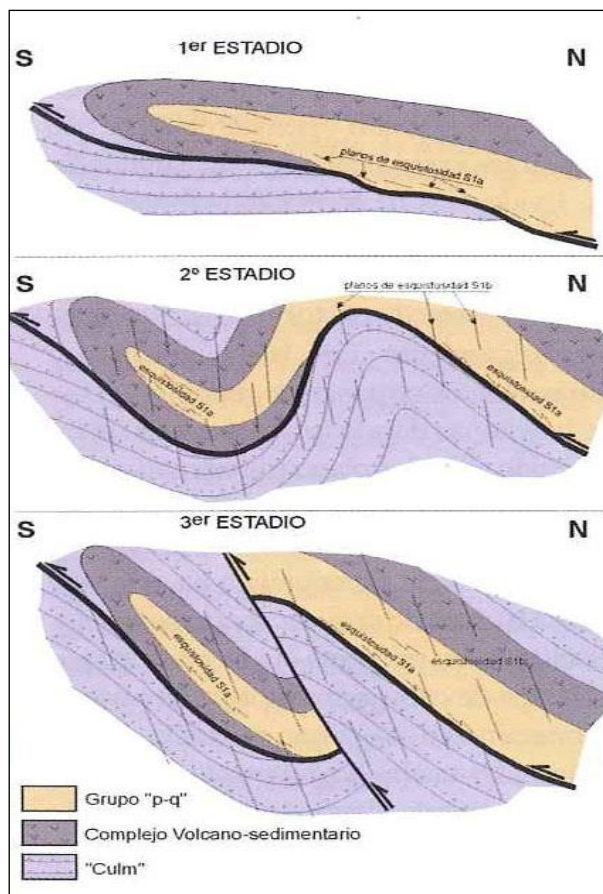 1er ESTADIO
S
N
planos de esquistosidad S1a
S
2º ESTADIO
N
planos de esquistosidad S1b
esquistosidad S1a
esquistosidad S1a
3er ESTADIO
S
N
esquistosidad S1a
esquistosidad S1a
esquistosidad S1b
Grupo "p-q"
Complejo Volcano-sedimentario
"Culm"